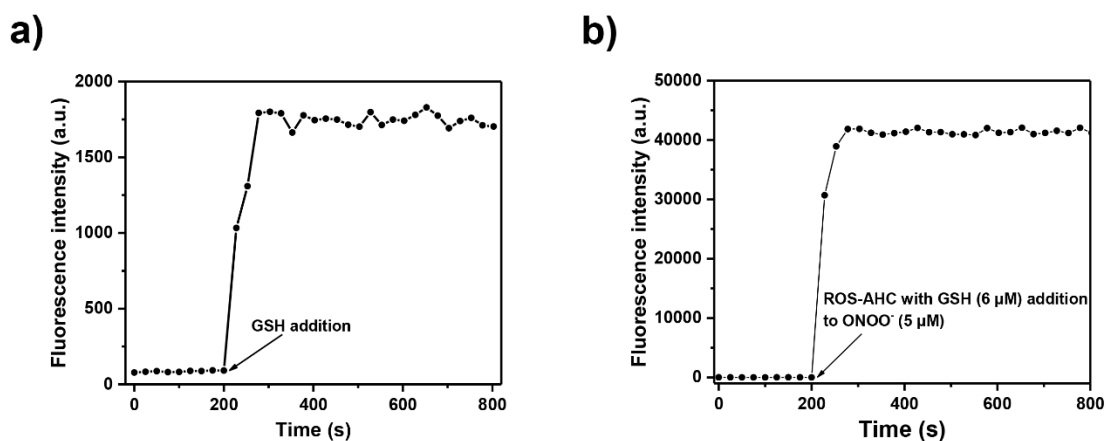 a)
Fluorescence intensity (a.u.)
2000
1500
1000
500
0
GSH addition
0 200 400 600 800
Time (s)
b)
Fluorescence intensity (a.u.)
50000
40000
30000
20000
10000
0
ROS-AHC with GSH (6 µM) addition
to ONOO⁻ (5 µM)
0 200 400 600 800
Time (s)